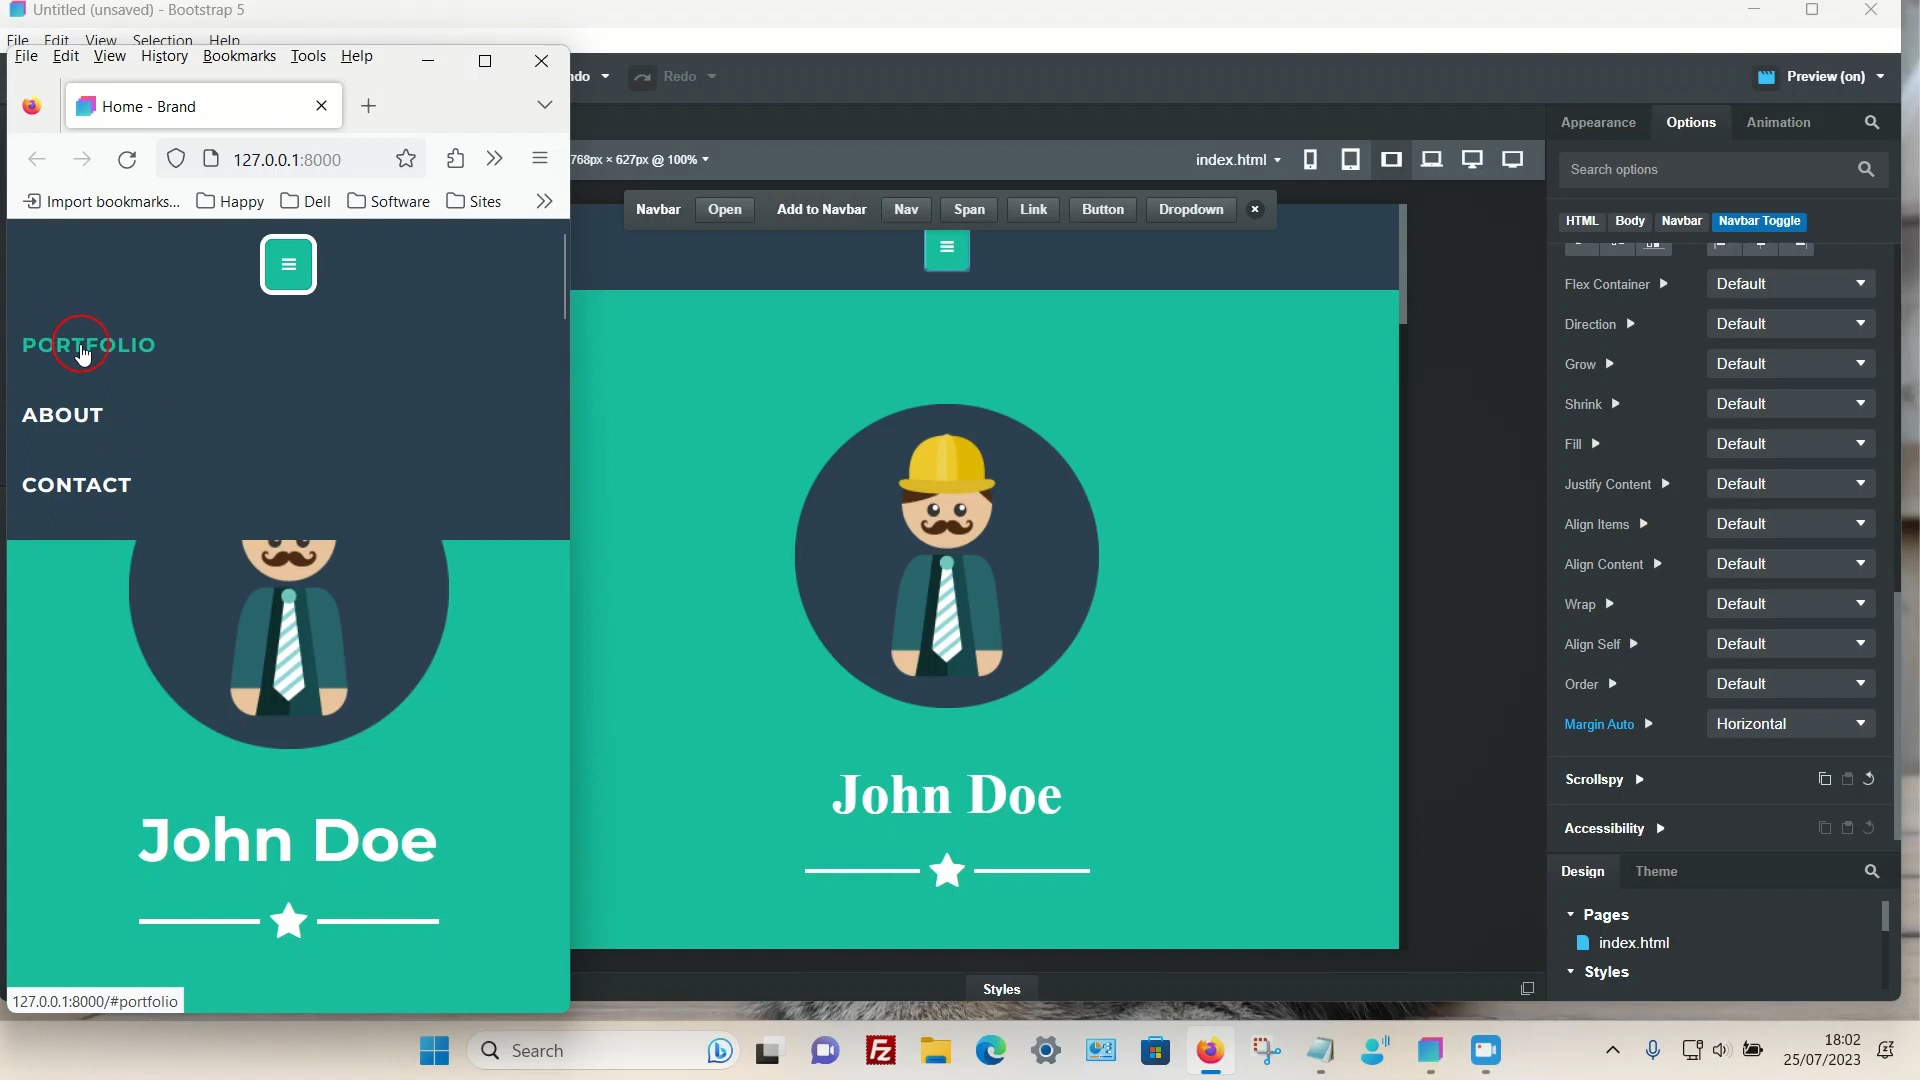 Untitled (unsaved) - Bootstrap 5
File Edit View Selection Help
File Edit View History Bookmarks Tools Help
ndo Redo Preview (on)
Home - Brand
Appearance Options Animation
127.0.0.1:8000
768px × 627px @ 100% index.html
Search options
Import bookmarks... Happy Dell Software Sites
Navbar Open Add to Navbar Nav Span Link Button Dropdown
HTML Body Navbar Navbar Toggle
Flex Container Default
Direction Default
Grow Default
Shrink Default
Fill Default
Justify Content Default
Align Items Default
Align Content Default
Wrap Default
Align Self Default
Order Default
Margin Auto Horizontal
Scrollspy
Accessibility
Design Theme
Pages
index.html
Styles
PORTFOLIO
ABOUT
CONTACT
John Doe
127.0.0.1:8000/#portfolio
John Doe
Styles
Search
18:02
25/07/2023